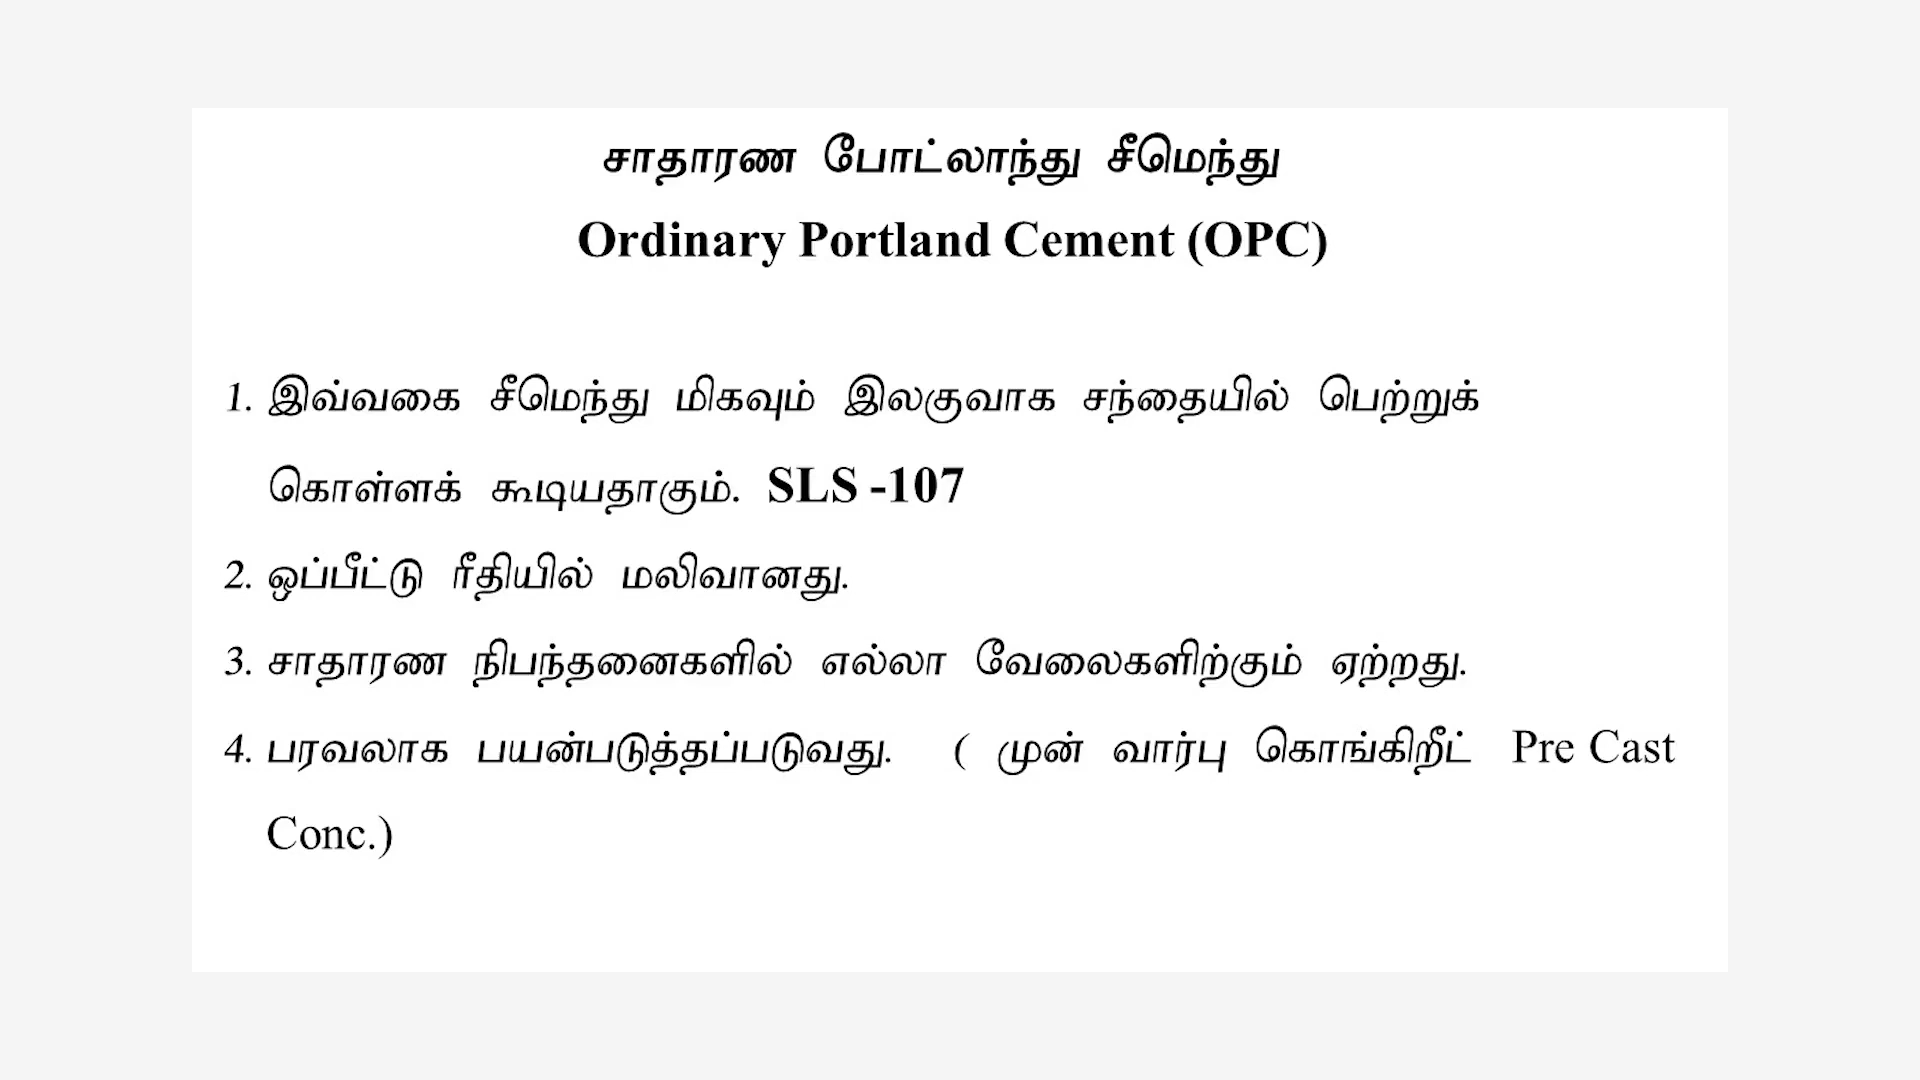 சாதாரண போட்லாந்து சீமெந்து
Ordinary Portland Cement (OPC)
1. இவ்வகை சீமெந்து மிகவும் இலகுவாக சந்தையில் பெற்றுக்
கொள்ளக் கூடியதாகும். SLS -107
2. ஒப்பீட்டு ரீதியில் மலிவானது.
3. சாதாரண நிபந்தனைகளில் எல்லா வேலைகளிற்கும் ஏற்றது.
4. பரவலாக பயன்படுத்தப்படுவது. ( முன் வார்பு கொங்கிறீட் Pre Cast
Conc.)